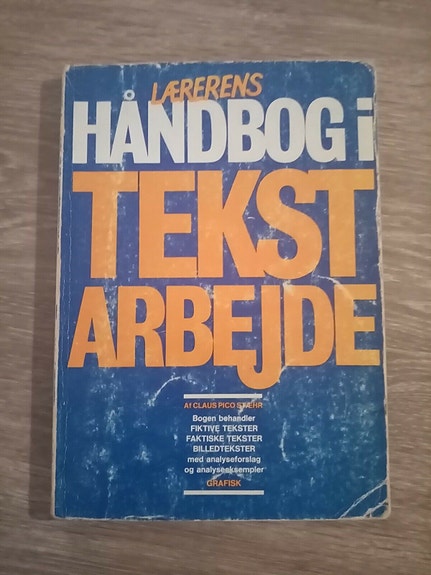 LÆRERENS
HÅNDBOG i
TEKST
ARBEJDE
Af CLAUS PICO STÆHR
Bogen behandler
FIKTIVE TEKSTER
FAKTISKE TEKSTER
BILLEDTEKSTER
med analyseforslag
og analyseeksempler
GRAFISK